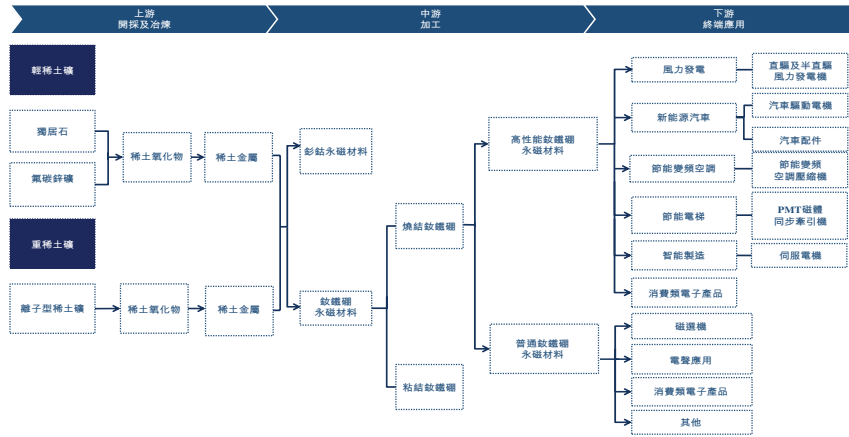 上游
開採及冶煉
中游
加工
下游
終端應用
輕稀土礦
獨居石
氟碳鋅礦
稀土氧化物
稀土金屬
重稀土礦
離子型稀土礦
稀土氧化物
稀土金屬
釤鈷永磁材料
釹鐵硼
永磁材料
燒結釹鐵硼
粘結釹鐵硼
高性能釹鐵硼
永磁材料
普通釹鐵硼
永磁材料
風力發電
直驅及半直驅
風力發電機
新能源汽車
汽車驅動電機
汽車配件
節能變頻空調
節能變頻
空調壓縮機
節能電梯
PMT磁體
同步牽引機
智能製造
伺服電機
消費類電子產品
磁選機
電聲應用
消費類電子產品
其他